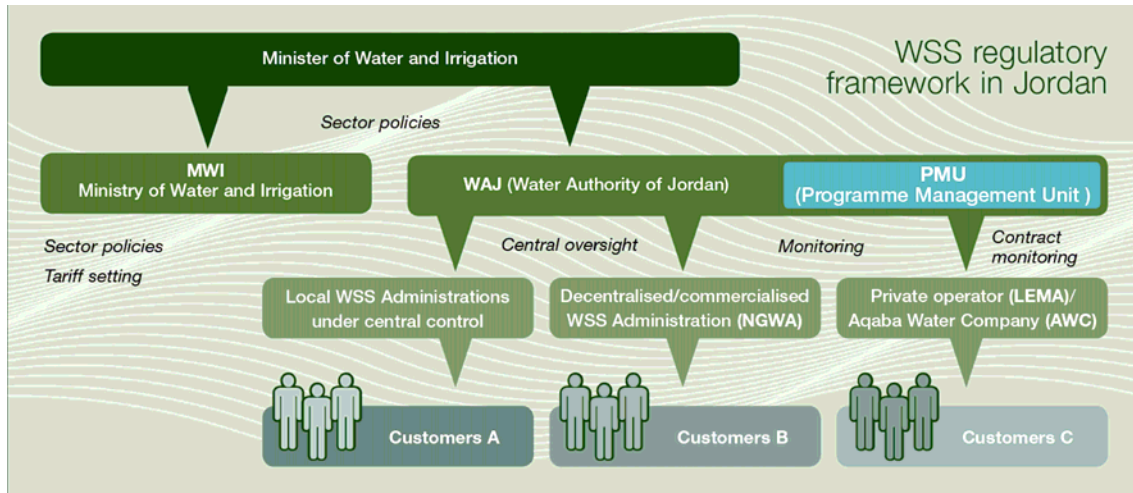 WSS regulatory
framework in Jordan
Minister of Water and Irrigation
Sector policies
MWI
Ministry of Water and Irrigation
WAJ (Water Authority of Jordan)
PMU
(Programme Management Unit )
Sector policies
Tariff setting
Central oversight
Monitoring
Contract
monitoring
Local WSS Administrations
under central control
Decentralised/commercialised
WSS Administration (NGWA)
Private operator (LEMA)/
Aqaba Water Company (AWC)
Customers A
Customers B
Customers C